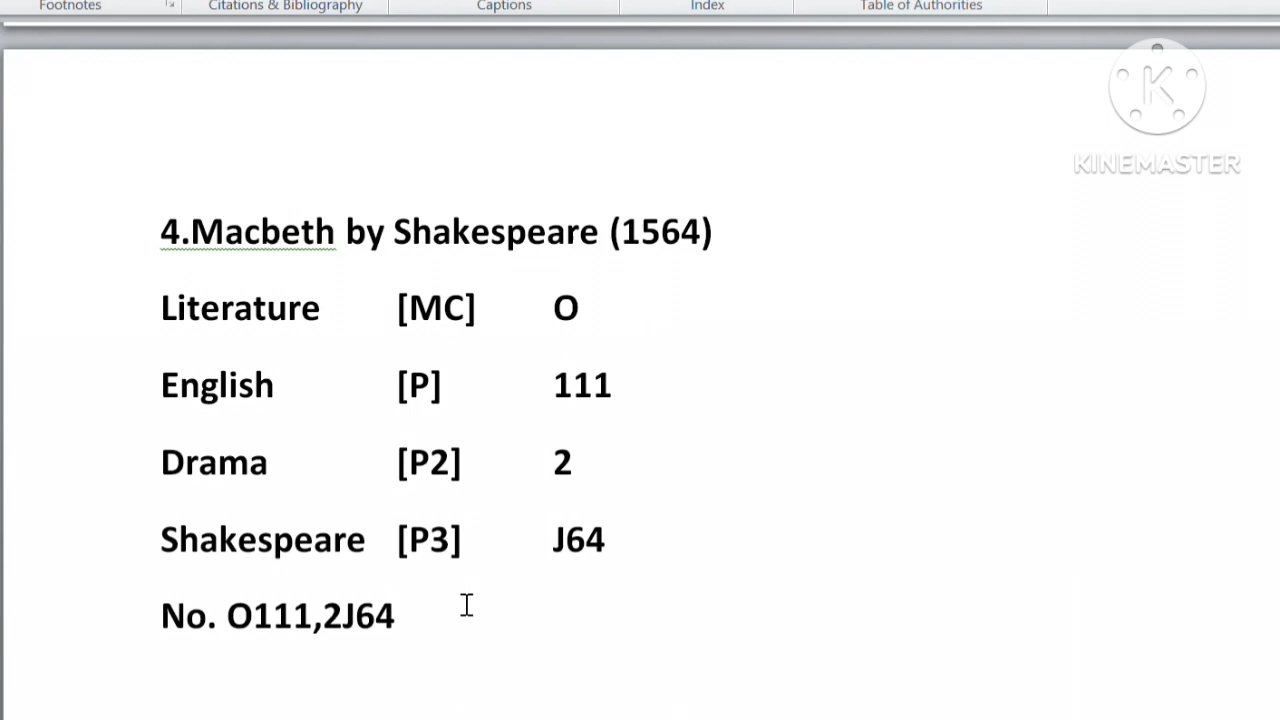 Footnotes Citations & Bibliography Captions Index Table of Authorities
KINEMASTER
4.Macbeth by Shakespeare (1564)
Literature [MC] O
English [P] 111
Drama [P2] 2
Shakespeare [P3] J64
No. O111,2J64